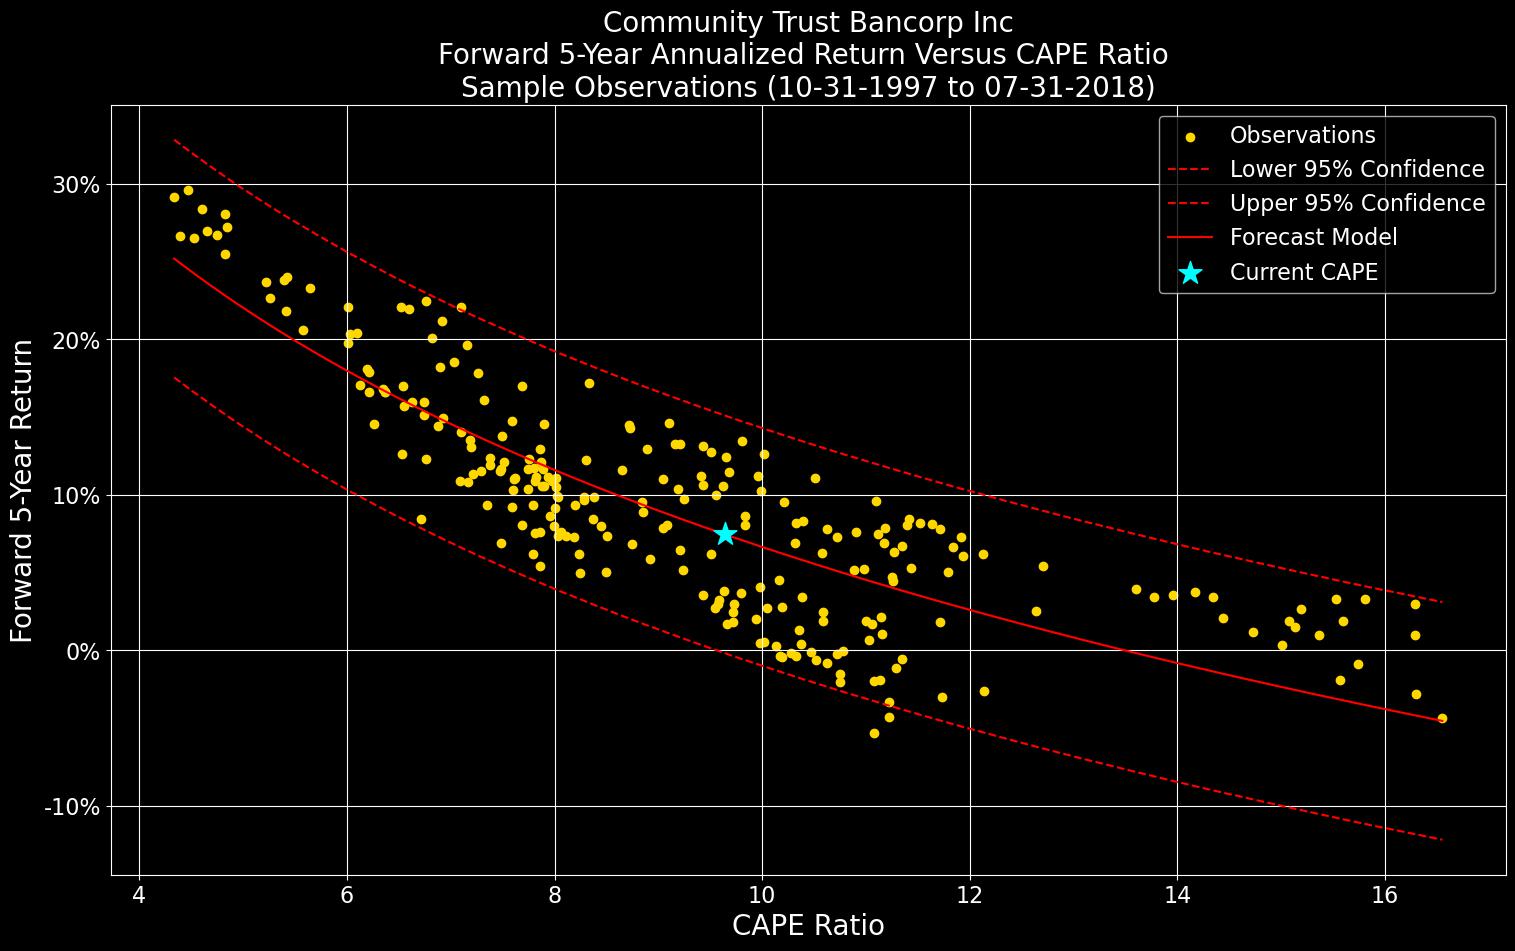 Community Trust Bancorp Inc
Forward 5-Year Annualized Return Versus CAPE Ratio
Sample Observations (10-31-1997 to 07-31-2018)
Observations
Lower 95% Confidence
Upper 95% Confidence
Forecast Model
Current CAPE
Forward 5-Year Return
30%
20%
10%
0%
-10%
4 6 8 10 12 14 16
CAPE Ratio